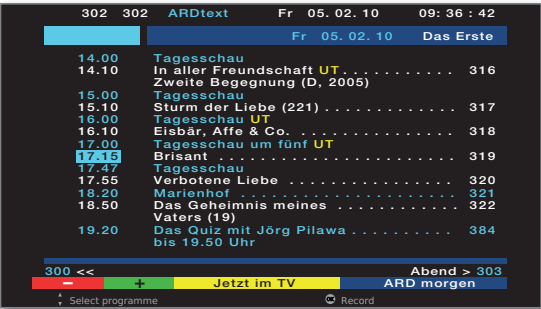 302 302 ARDtext Fr 05. 02. 10 09: 36 : 42
Fr 05. 02. 10 Das Erste
14.00 Tagesschau
14.10 In aller Freundschaft UT. . . . . . . . . . . 316
Zweite Begegnung (D, 2005)
15.00 Tagesschau
15.10 Sturm der Liebe (221) . . . . . . . . . . . . . 317
16.00 Tagesschau UT
16.10 Eisbär, Affe & Co. . . . . . . . . . . . . . . . 318
17.00 Tagesschau um fünf UT
17.15 Brisant . . . . . . . . . . . . . . . . . . . . . . . 319
17.47 Tagesschau
17.55 Verbotene Liebe . . . . . . . . . . . . . . . . 320
18.20 Marienhof . . . . . . . . . . . . . . . . . . . . . 321
18.50 Das Geheimnis meines . . . . . . . . . . . 322
Vaters (19)
19.20 Das Quiz mit Jörg Pilawa . . . . . . . . . . 384
bis 19.50 Uhr
300 << Abend > 303
− + Jetzt im TV ARD morgen
Select programme OK Record